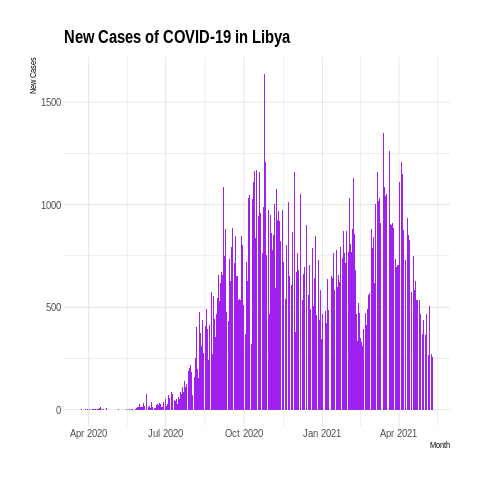 New Cases of COVID-19 in Libya
New Cases
1500
1000
500
0
Apr 2020
Jul 2020
Oct 2020
Jan 2021
Apr 2021
Month